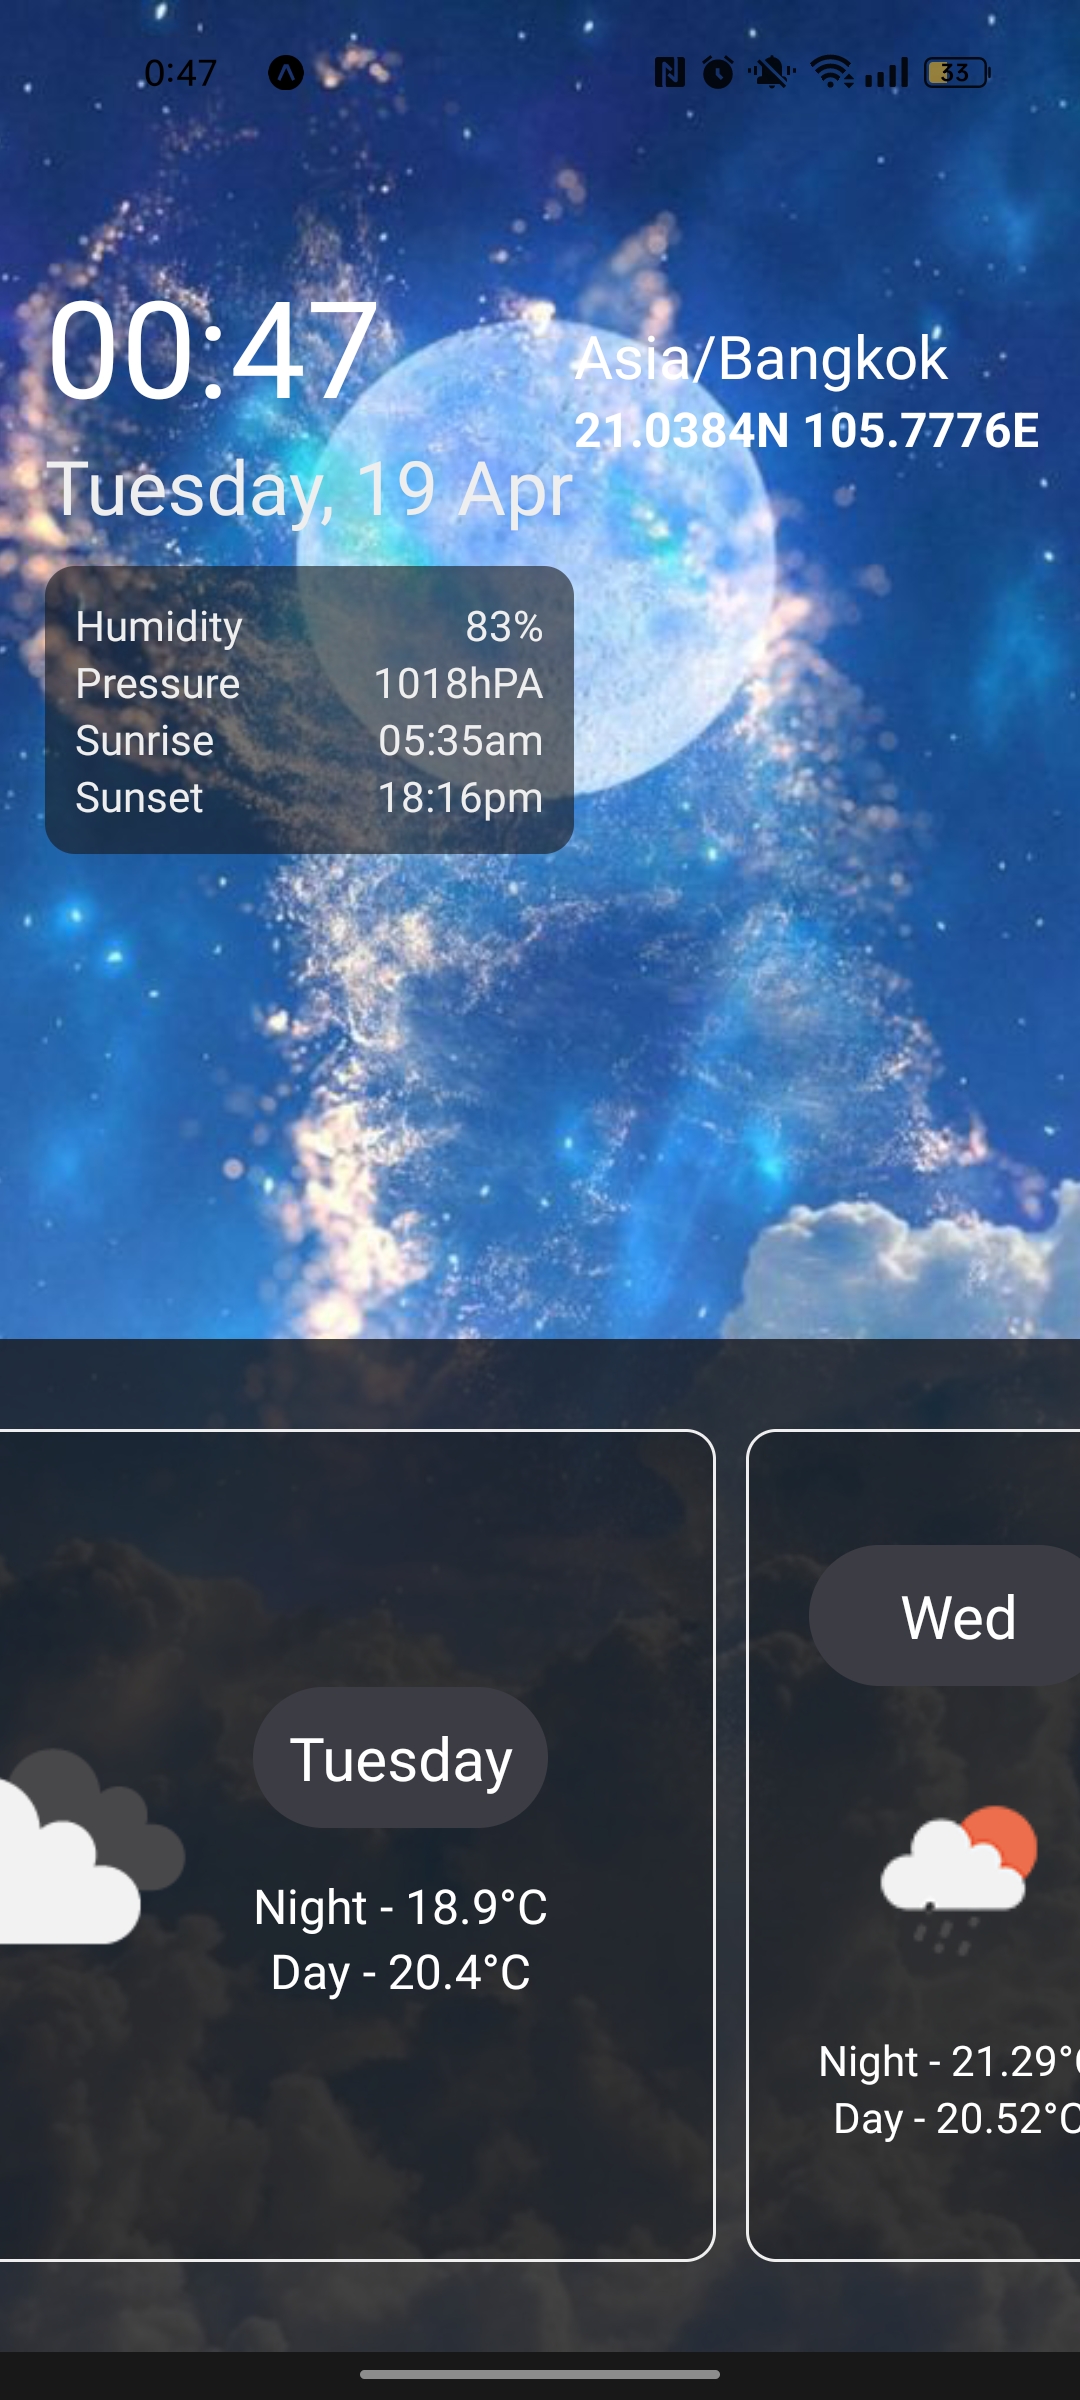 0:47
33
00:47
Asia/Bangkok
21.0384N 105.7776E
Tuesday, 19 Apr
Humidity 83%
Pressure 1018hPA
Sunrise 05:35am
Sunset 18:16pm
Tuesday
Night - 18.9°C
Day - 20.4°C
Wed
Night - 21.29°C
Day - 20.52°C